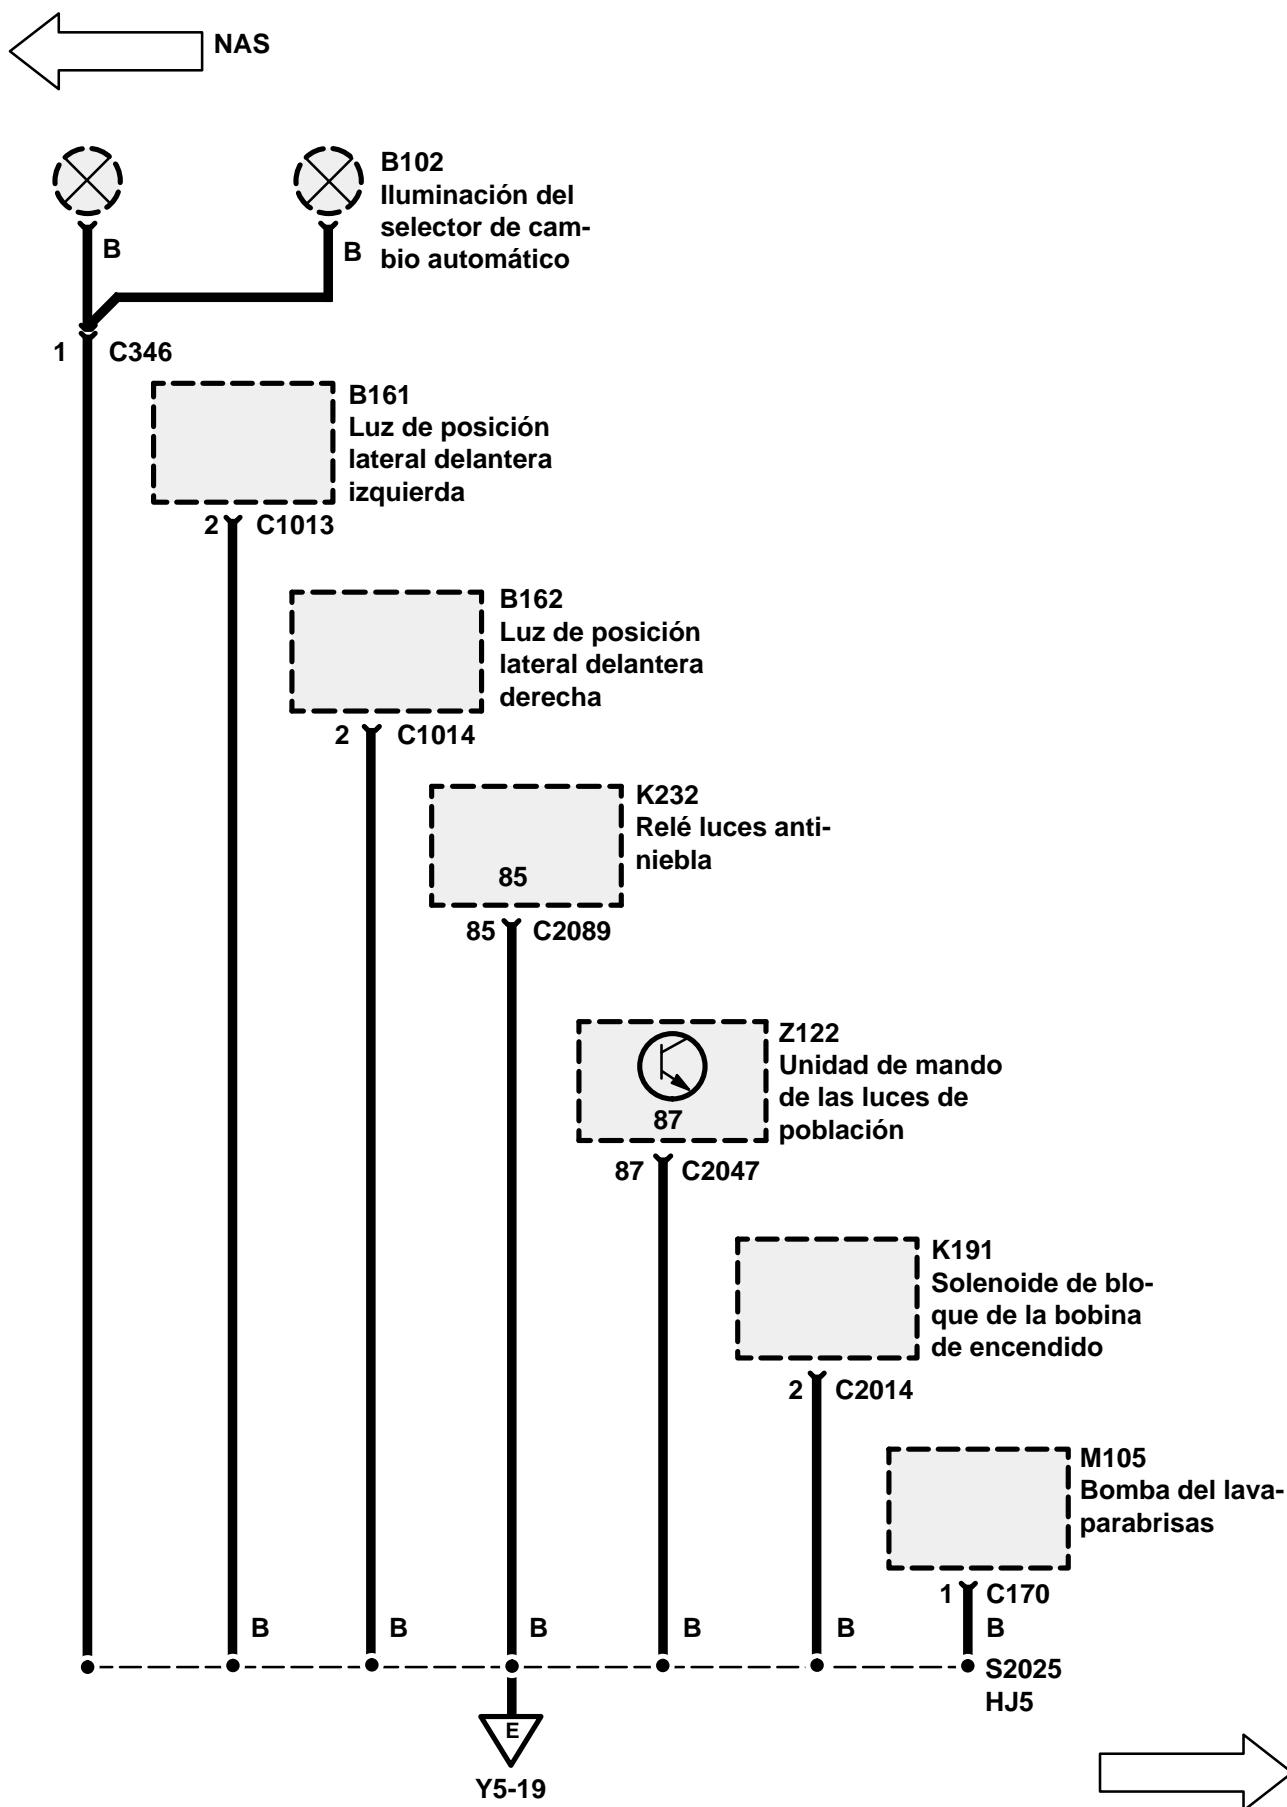 NAS
B102
Iluminación del
selector de cam-
bio automático
B
B
1 C346
B161
Luz de posición
lateral delantera
izquierda
2 C1013
B162
Luz de posición
lateral delantera
derecha
2 C1014
K232
Relé luces anti-
niebla
85
85 C2089
Z122
Unidad de mando
de las luces de
población
87
87 C2047
K191
Solenoide de blo-
que de la bobina
de encendido
2 C2014
M105
Bomba del lava-
parabrisas
1 C170
B B B B B B
S2025
HJ5
E
Y5-19